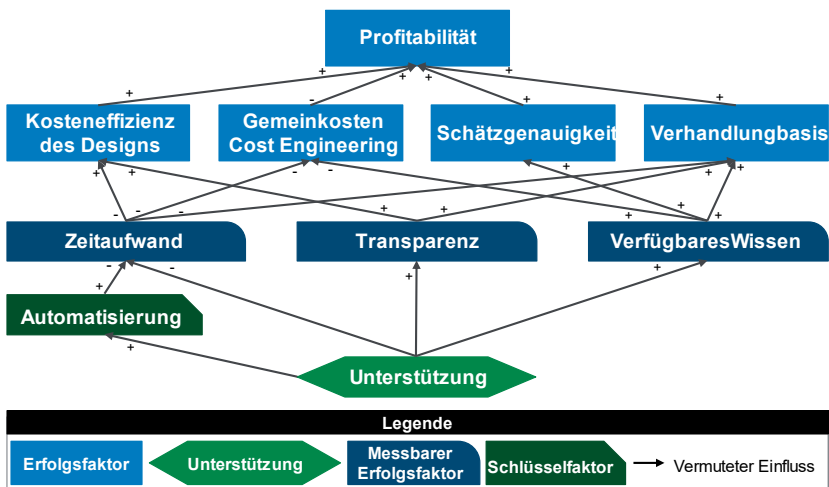 Profitabilität
+ + + + +
+ - + +
Kosteneffizienz
des Designs
Gemeinkosten
Cost Engineering
Schätzgenauigkeit
Verhandlungbasis
+ + - - + + + +
- - - + + + + +
Zeitaufwand
Transparenz
VerfügbaresWissen
- - - + +
+
Automatisierung
+
Unterstützung
Legende
Erfolgsfaktor
Unterstützung
Messbarer
Erfolgsfaktor
Schlüsselfaktor
Vermuteter Einfluss